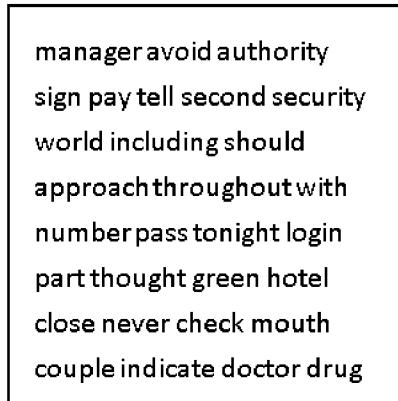 manager avoid authority
sign pay tell second security
world including should
approach throughout with
number pass tonight login
part thought green hotel
close never check mouth
couple indicate doctor drug